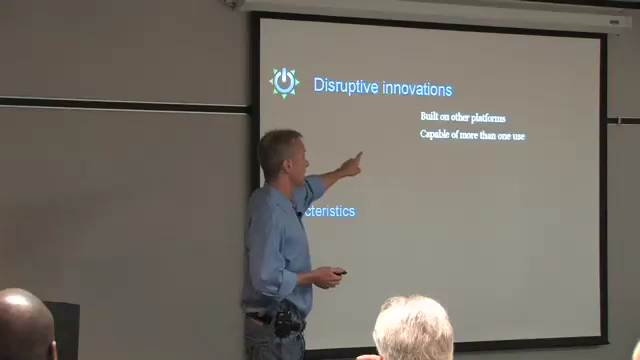 Disruptive innovations
Built on other platforms
Capable of more than one use
cteristics